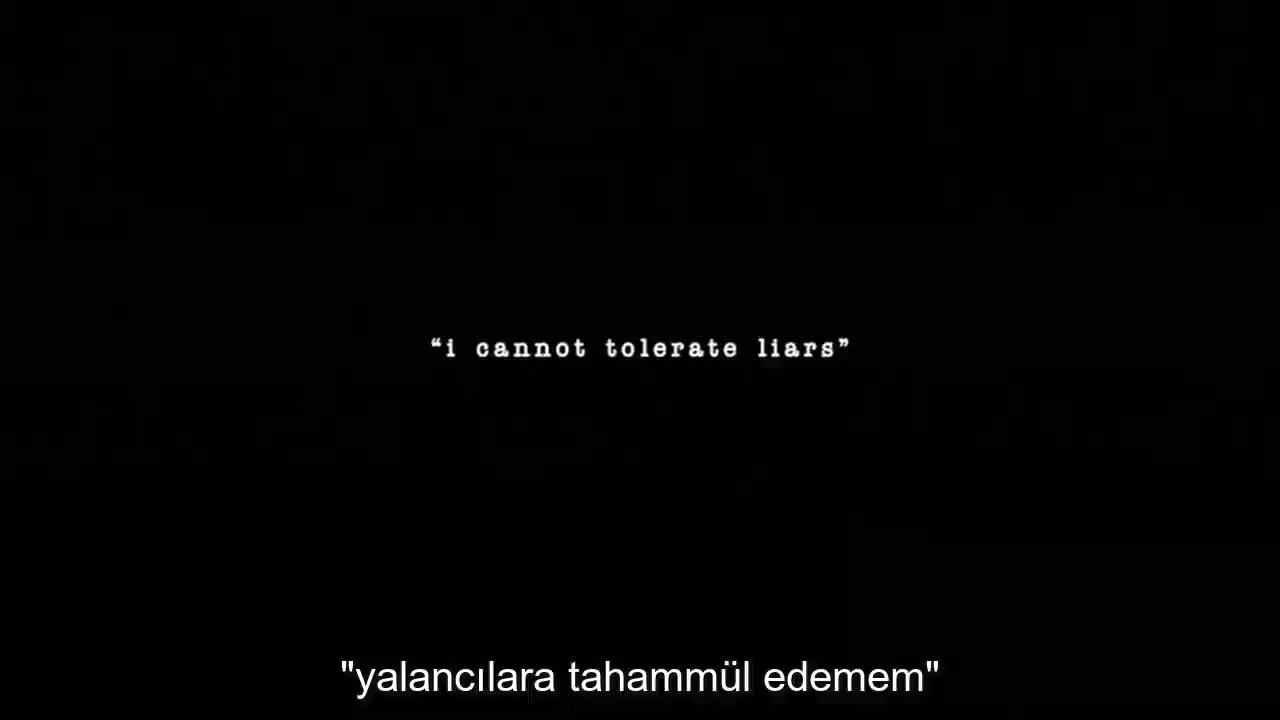 “i cannot tolerate liars”
"yalancılara tahammül edemem"